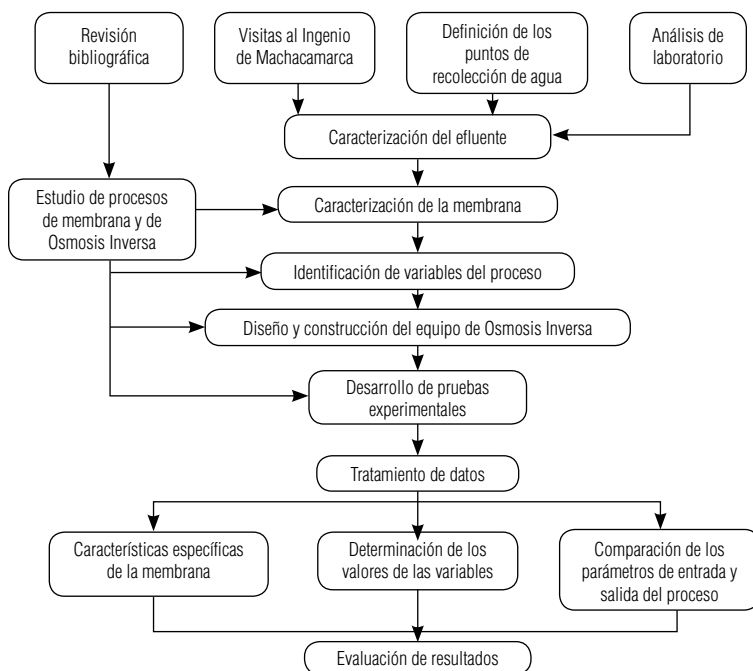 Revisión
bibliográfica
Visitas al Ingenio
de Machacamarca
Definición de los
puntos de
recolección de agua
Análisis de
laboratorio
Caracterización del efluente
Estudio de procesos
de membrana y de
Osmosis Inversa
Caracterización de la membrana
Identificación de variables del proceso
Diseño y construcción del equipo de Osmosis Inversa
Desarrollo de pruebas
experimentales
Tratamiento de datos
Características específicas
de la membrana
Determinación de los
valores de las variables
Comparación de los
parámetros de entrada y
salida del proceso
Evaluación de resultados